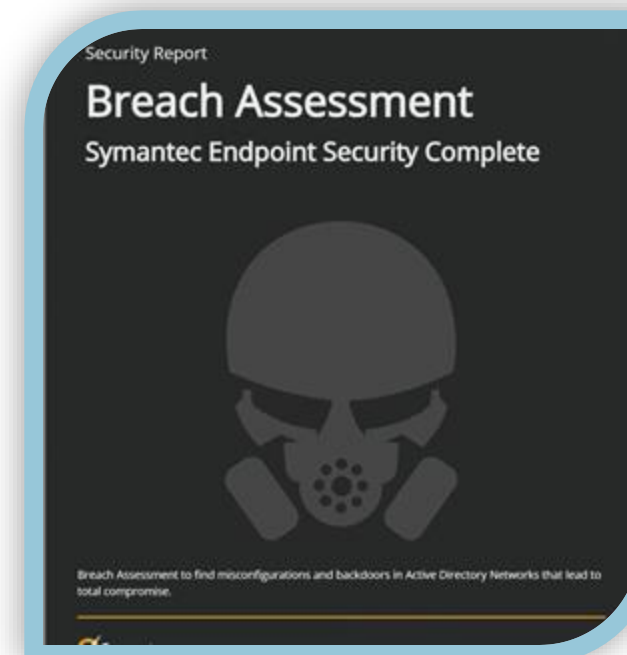 Security Report
Breach Assessment
Symantec Endpoint Security Complete
Breach Assessment to find misconfigurations and backdoors in Active Directory Networks that lead to
total compromise.